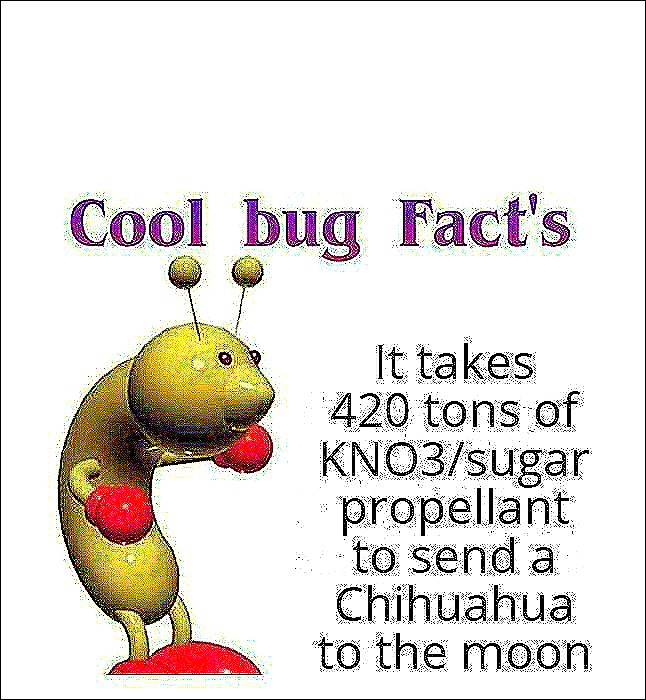 Cool bug Fact's
It takes
420 tons of
KNO3/sugar
propellant
to send a
Chihuahua
to the moon